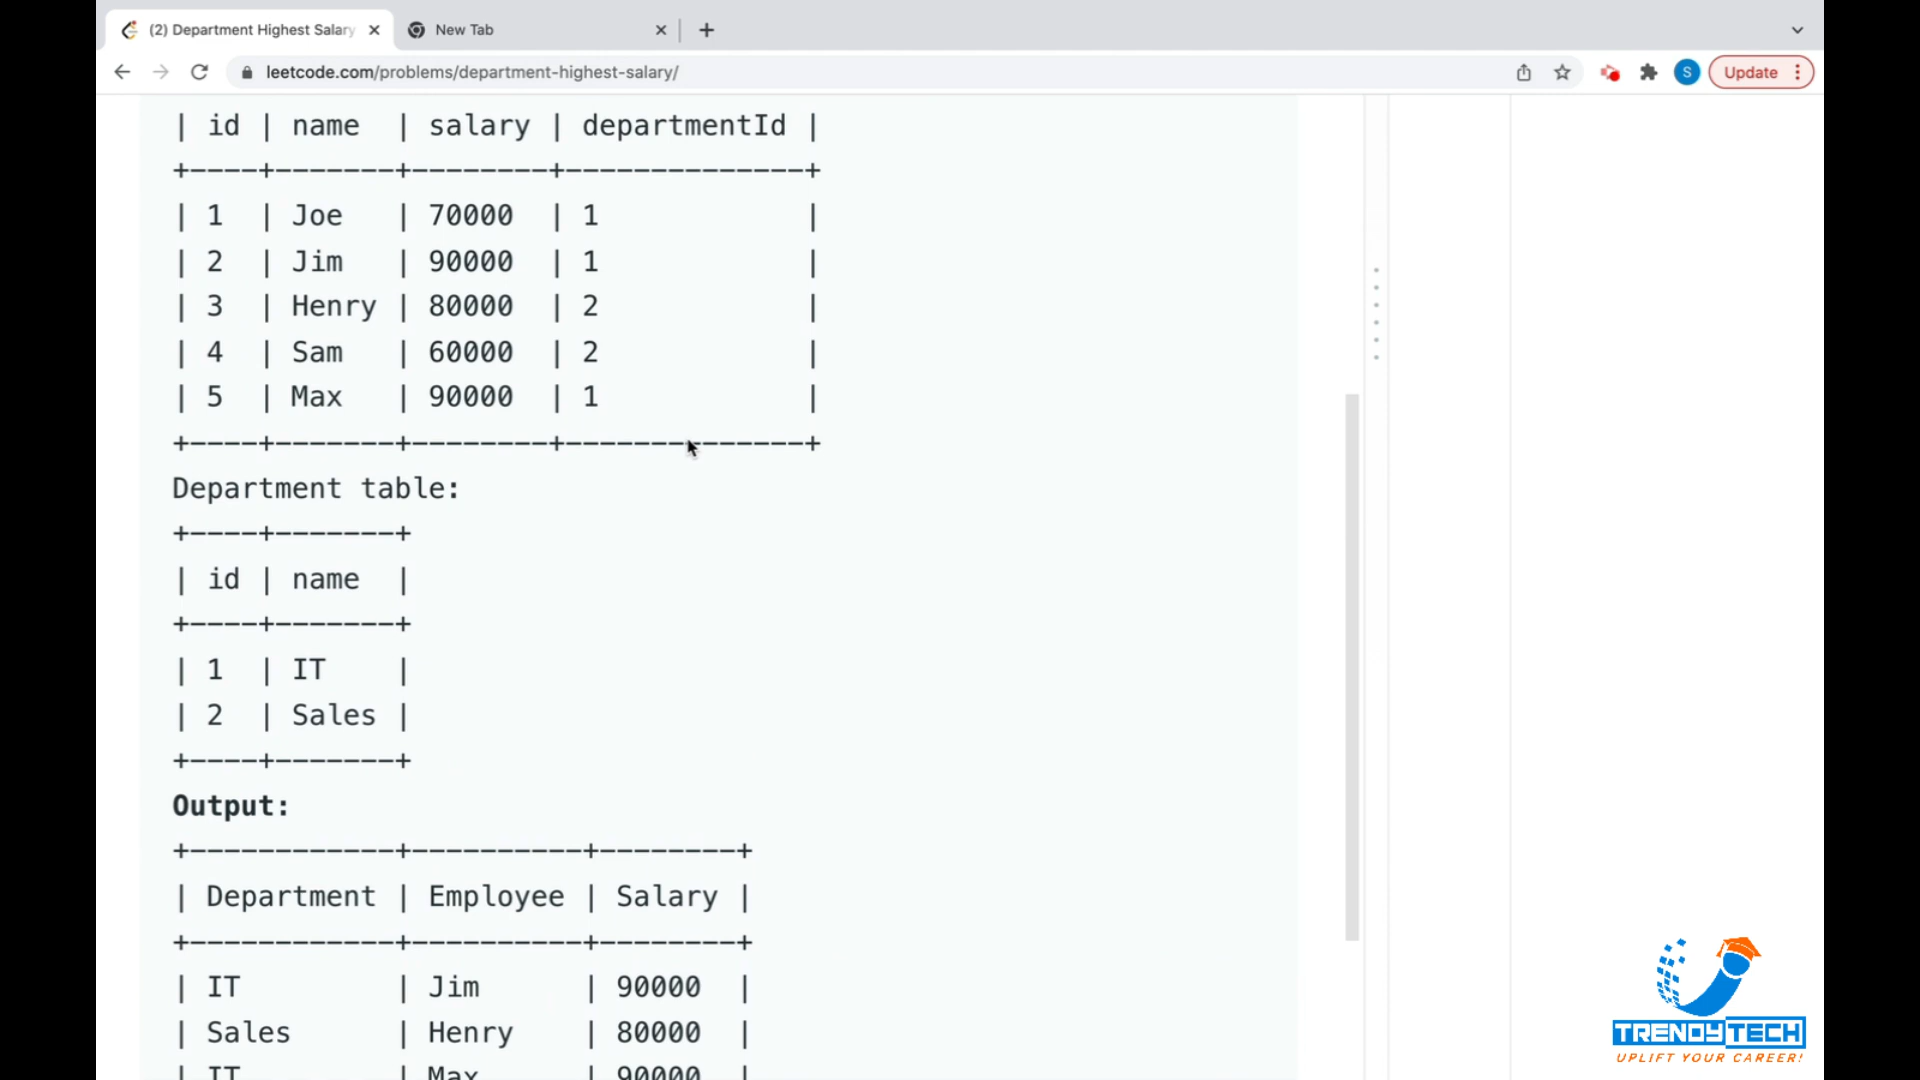 (2) Department Highest Salary
New Tab
leetcode.com/problems/department-highest-salary/
S
Update
| id | name  | salary | departmentId |
+----+-------+--------+--------------+
| 1  | Joe   | 70000  | 1            |
| 2  | Jim   | 90000  | 1            |
| 3  | Henry | 80000  | 2            |
| 4  | Sam   | 60000  | 2            |
| 5  | Max   | 90000  | 1            |
+----+-------+--------+--------------+
Department table:
+----+-------+
| id | name  |
+----+-------+
| 1  | IT    |
| 2  | Sales |
+----+-------+
Output:
+------------+----------+--------+
| Department | Employee | Salary |
+------------+----------+--------+
| IT         | Jim      | 90000  |
| Sales      | Henry    | 80000  |
| IT         | Max      | 90000  |
TRENDYTECH
UPLIFT YOUR CAREER!